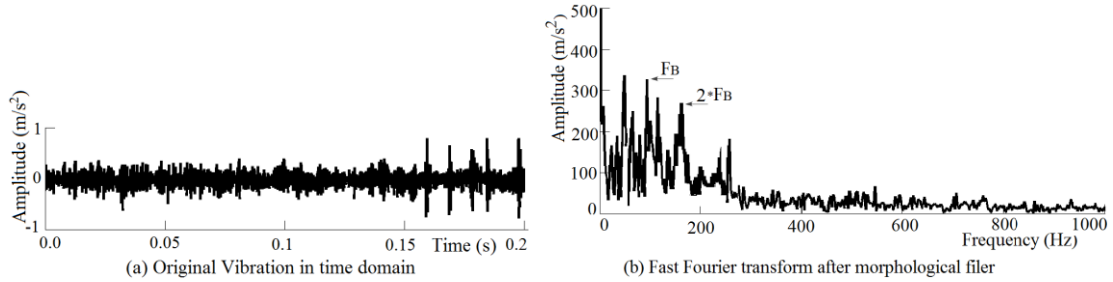 Amplitude (m/s²)
1
0
-1
0.0 0.05 0.1 0.15 Time (s) 0.2
(a) Original Vibration in time domain
Amplitude (m/s²)
500
400
300
200
100
0
FB
2*FB
0 200 400 600 800 1000
Frequency (Hz)
(b) Fast Fourier transform after morphological filer